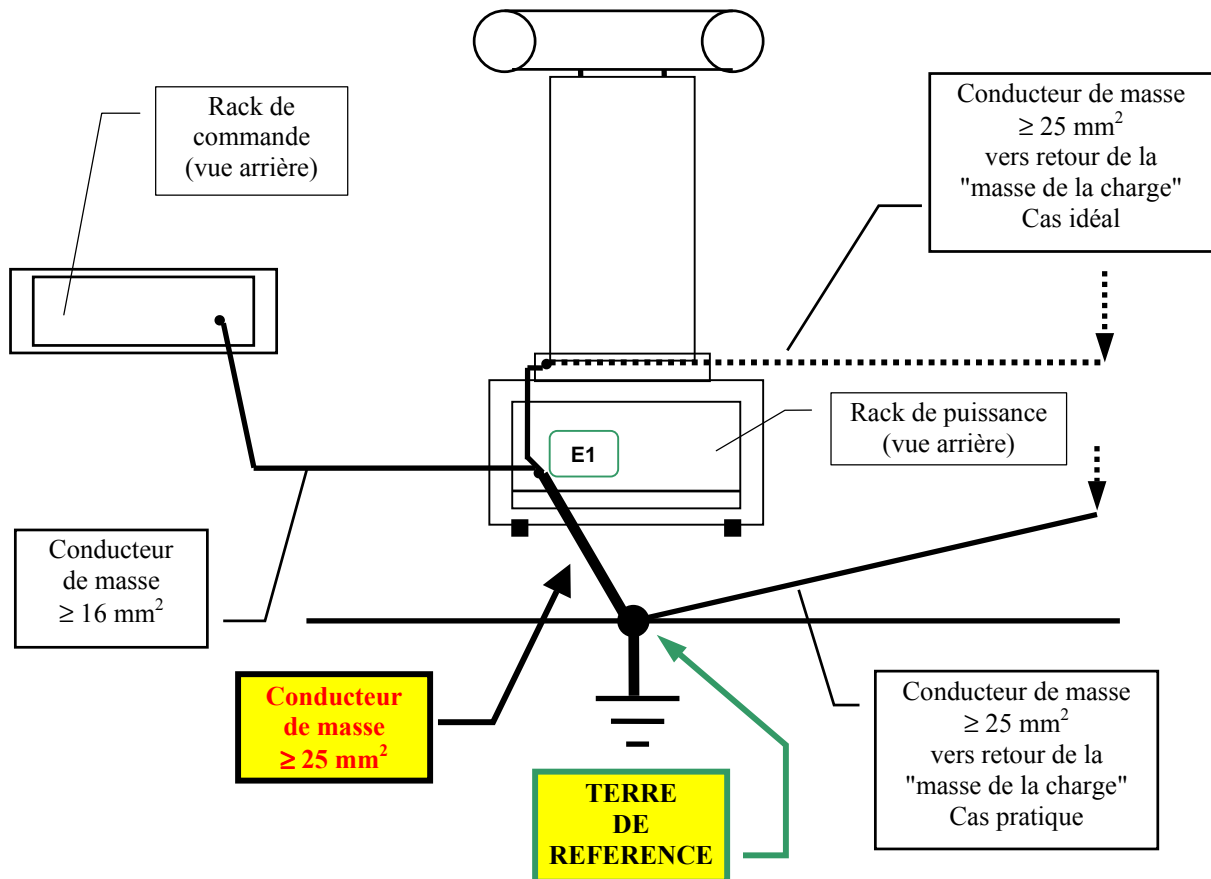 Rack de
commande
(vue arrière)
Conducteur de masse
≥ 25 mm²
vers retour de la
"masse de la charge"
Cas idéal
Rack de puissance
(vue arrière)
E1
Conducteur
de masse
≥ 16 mm²
Conducteur
de masse
≥ 25 mm²
TERRE
DE
REFERENCE
Conducteur de masse
≥ 25 mm²
vers retour de la
"masse de la charge"
Cas pratique